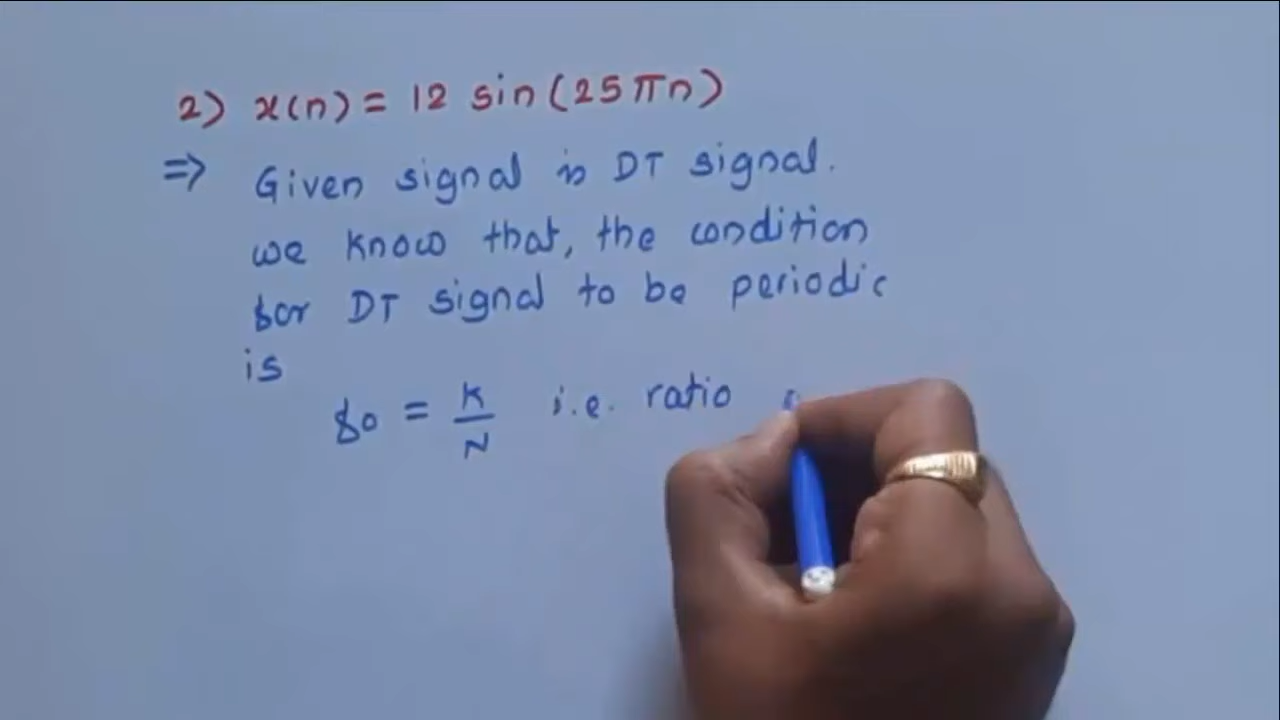 2) x(n) = 12 sin(25πn)
⇒ Given signal is DT signal.
we know that, the condition
for DT signal to be periodic
is
f0 = K/N i.e. ratio